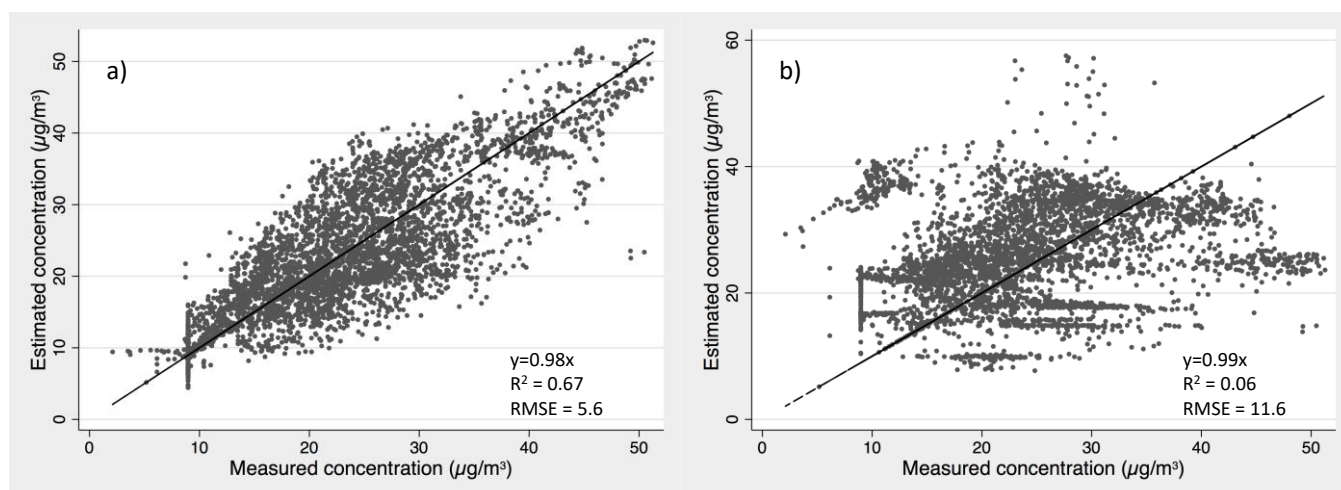 a)
Estimated concentration (µg/m³)
50
40
30
20
10
0
y=0.98x
R² = 0.67
RMSE = 5.6
0 10 20 30 40 50
Measured concentration (µg/m³)
b)
Estimated concentration (µg/m³)
60
40
20
0
y=0.99x
R² = 0.06
RMSE = 11.6
0 10 20 30 40 50
Measured concentration (µg/m³)